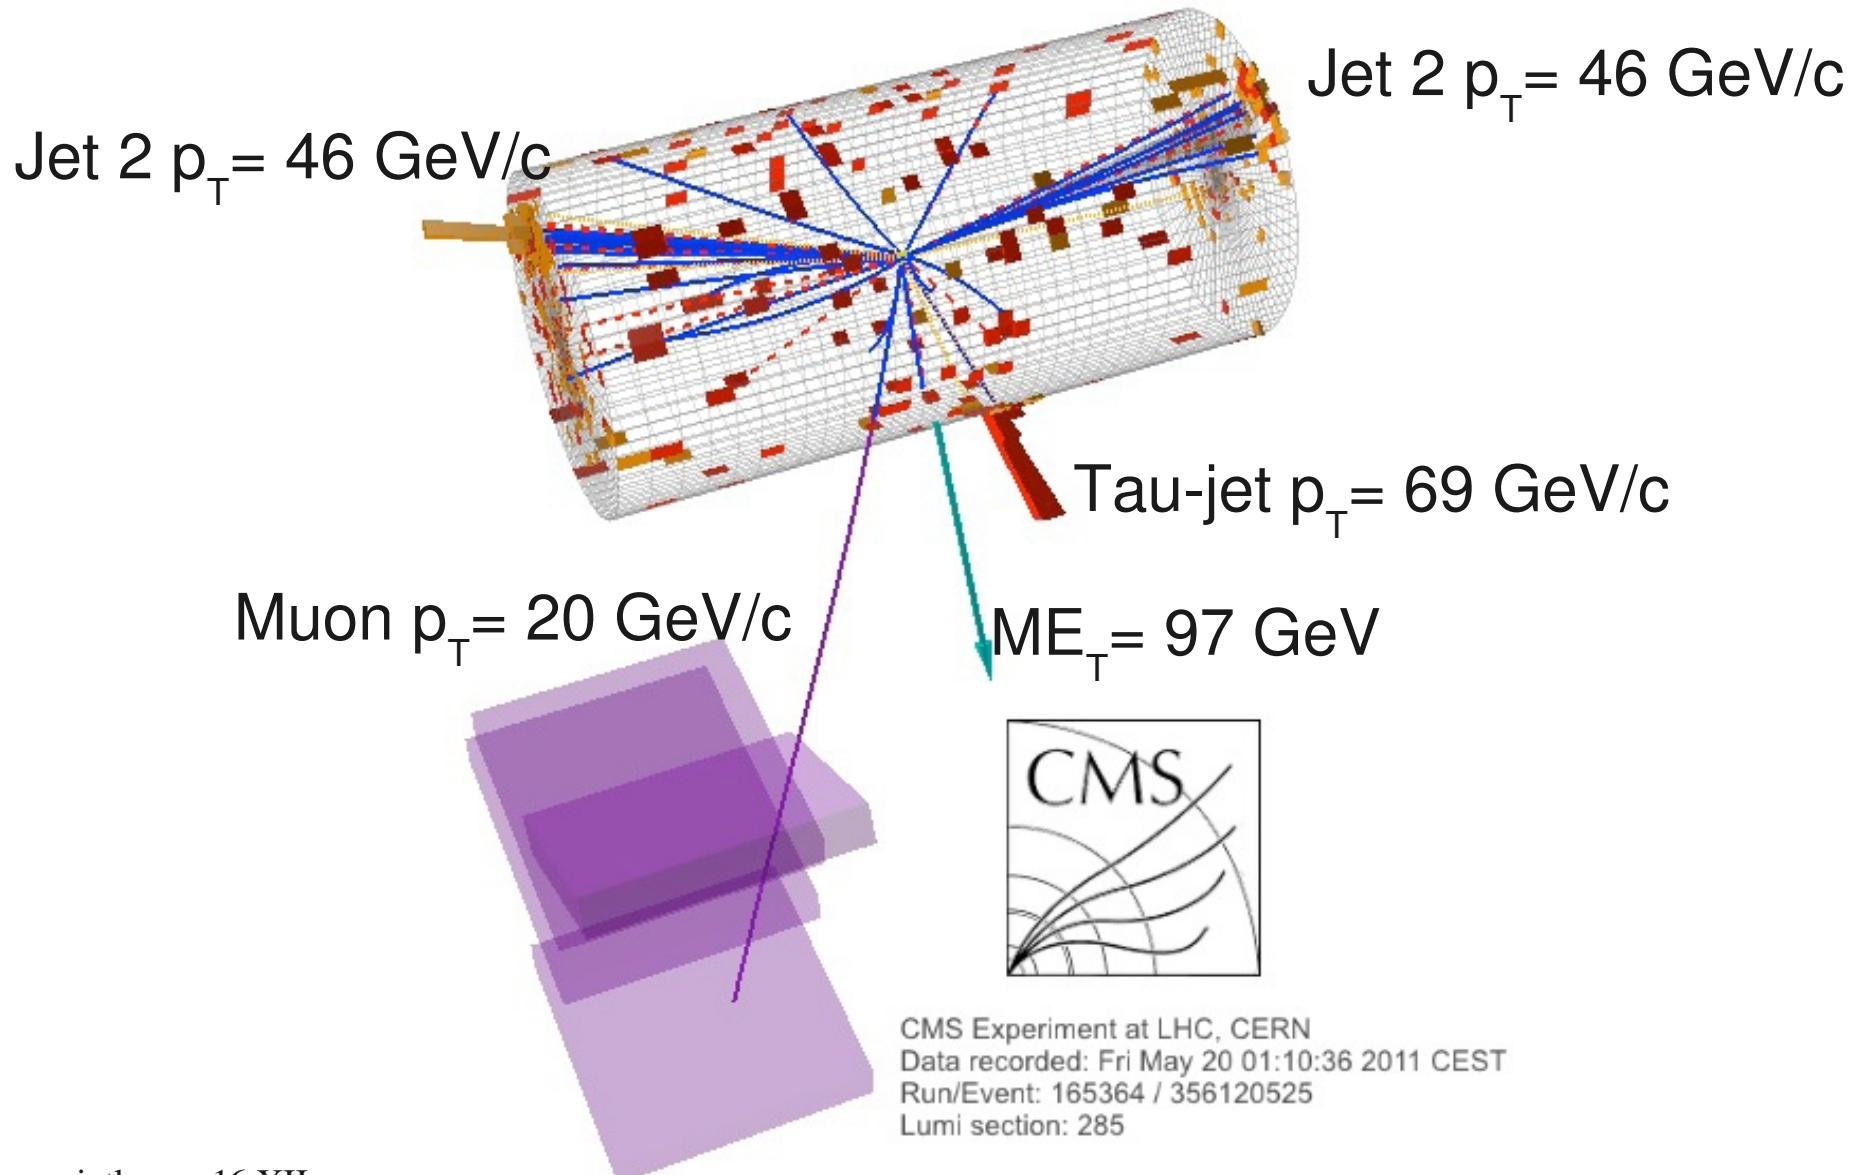 Jet 2 pT= 46 GeV/c
Jet 2 pT= 46 GeV/c
Tau-jet pT= 69 GeV/c
Muon pT= 20 GeV/c
MET= 97 GeV
CMS
CMS Experiment at LHC, CERN
Data recorded: Fri May 20 01:10:36 2011 CEST
Run/Event: 165364 / 356120525
Lumi section: 285